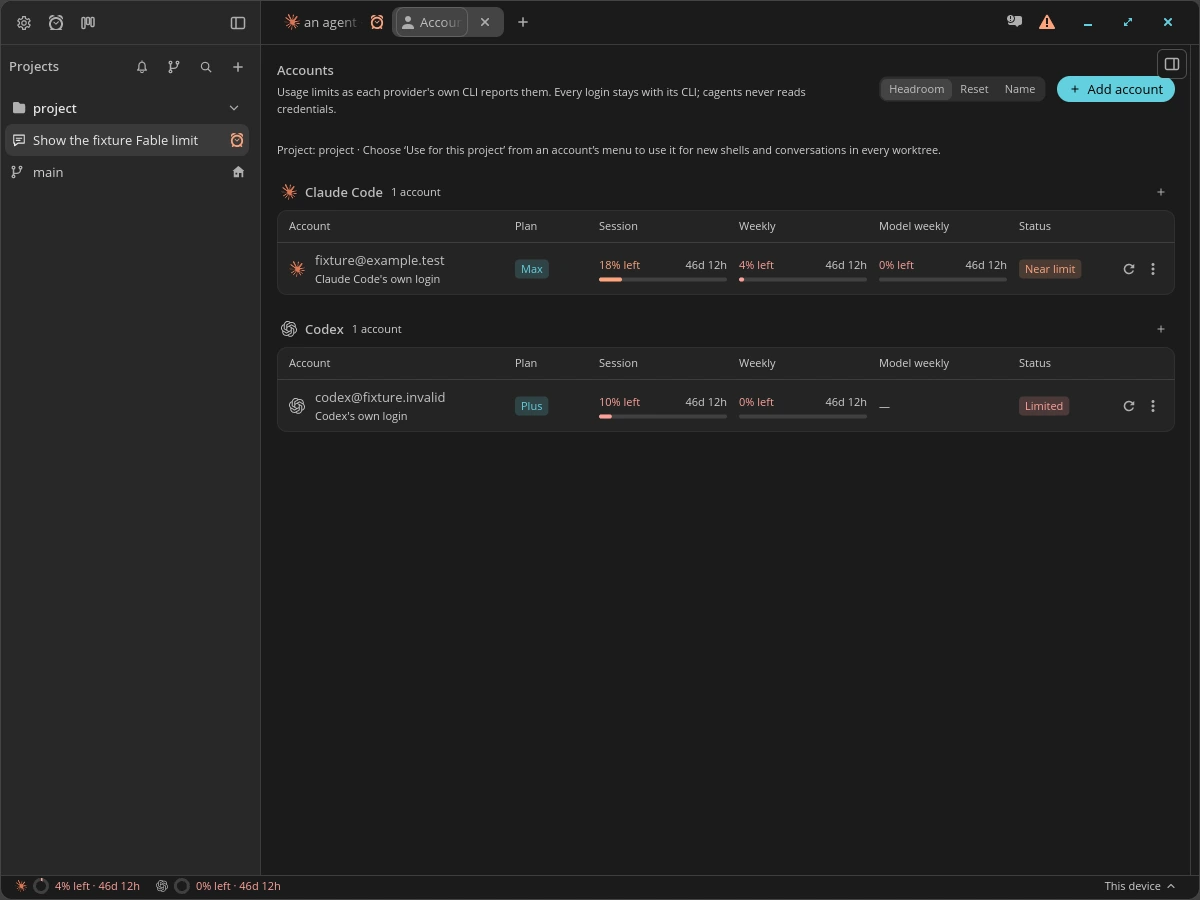 an agent
Accour
Projects
project
Show the fixture Fable limit
main
Accounts
Usage limits as each provider's own CLI reports them. Every login stays with its CLI; cagents never reads
credentials.
Headroom Reset Name
Add account
Project: project · Choose ‘Use for this project’ from an account's menu to use it for new shells and conversations in every worktree.
Claude Code 1 account
Account Plan Session Weekly Model weekly Status
fixture@example.test
Claude Code's own login
Max
18% left 46d 12h
4% left 46d 12h
0% left 46d 12h
Near limit
Codex 1 account
Account Plan Session Weekly Model weekly Status
codex@fixture.invalid
Codex's own login
Plus
10% left 46d 12h
0% left 46d 12h
—
Limited
4% left · 46d 12h
0% left · 46d 12h
This device